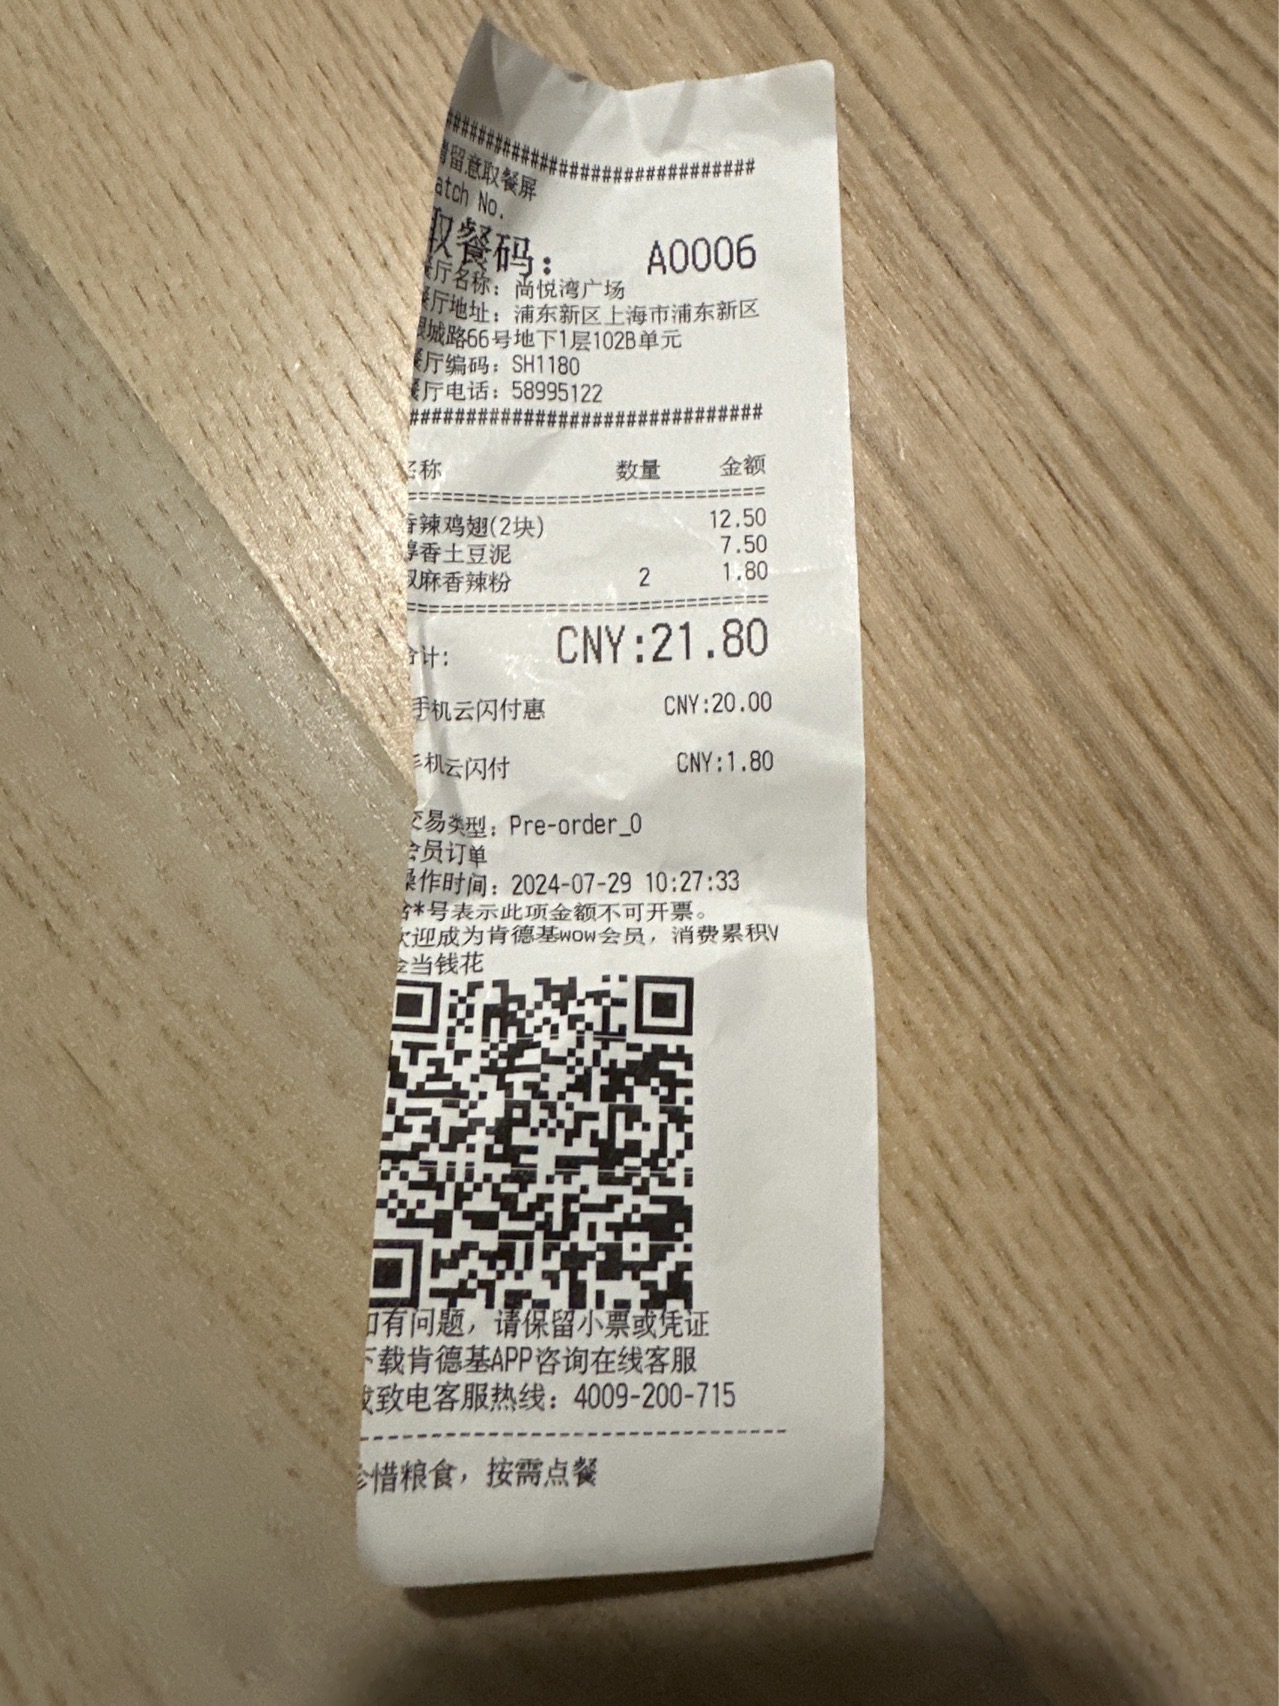 ##############################
请留意取餐屏
atch No.
取餐码： A0006
餐厅名称：尚悦湾广场
餐厅地址：浦东新区上海市浦东新区
银城路66号地下1层102B单元
餐厅编码：SH1180
餐厅电话：58995122
##############################
名称 数量 金额
================================
香辣鸡翅(2块) 12.50
醇香土豆泥 7.50
椒麻香辣粉 2 1.80
================================
合计: CNY:21.80
手机云闪付惠 CNY:20.00
手机云闪付 CNY:1.80
交易类型：Pre-order_0
会员订单
操作时间：2024-07-29 10:27:33
含*号表示此项金额不可开票。
欢迎成为肯德基wow会员，消费累积V
金当钱花
如有问题，请保留小票或凭证
下载肯德基APP咨询在线客服
或致电客服热线：4009-200-715
--------------------------------
珍惜粮食，按需点餐